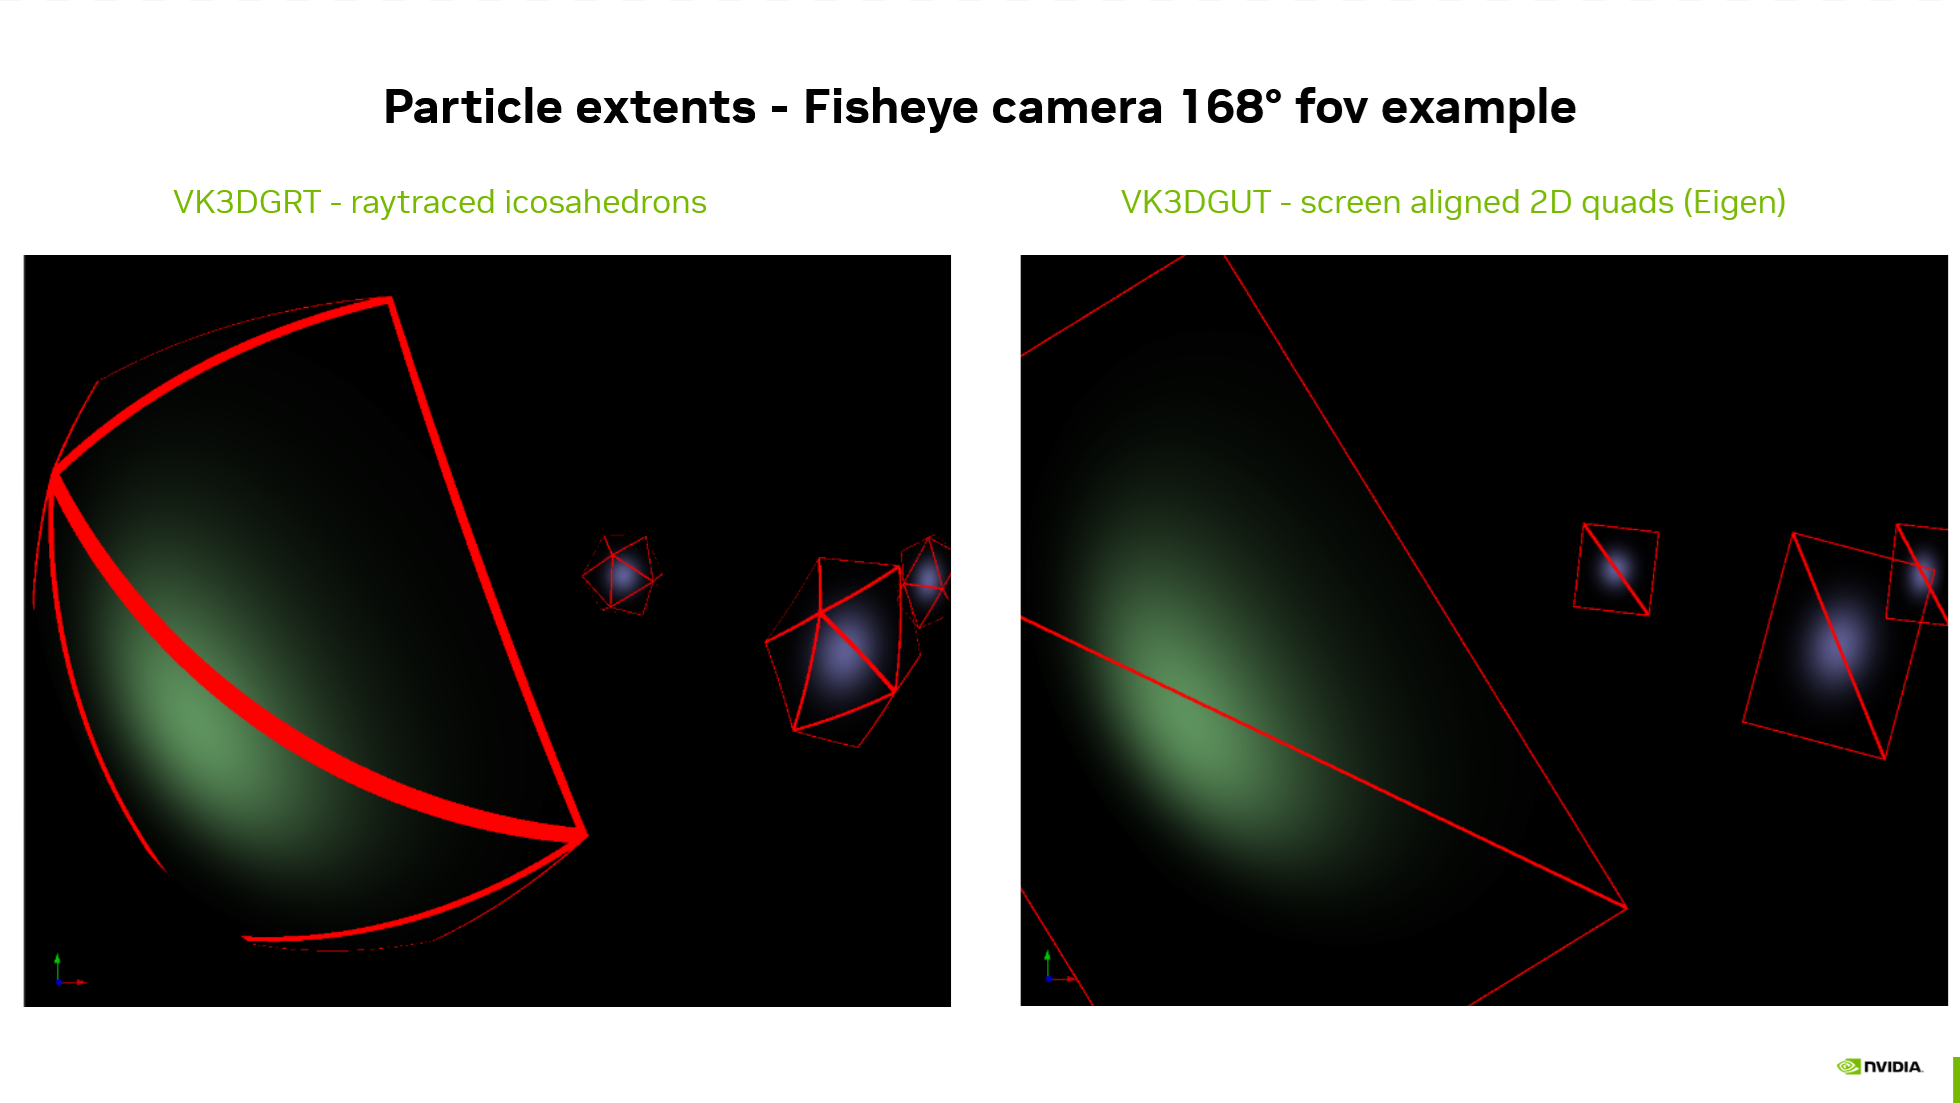 Particle extents - Fisheye camera 168° fov example
VK3DGRT - raytraced icosahedrons
VK3DGUT - screen aligned 2D quads (Eigen)
NVIDIA.